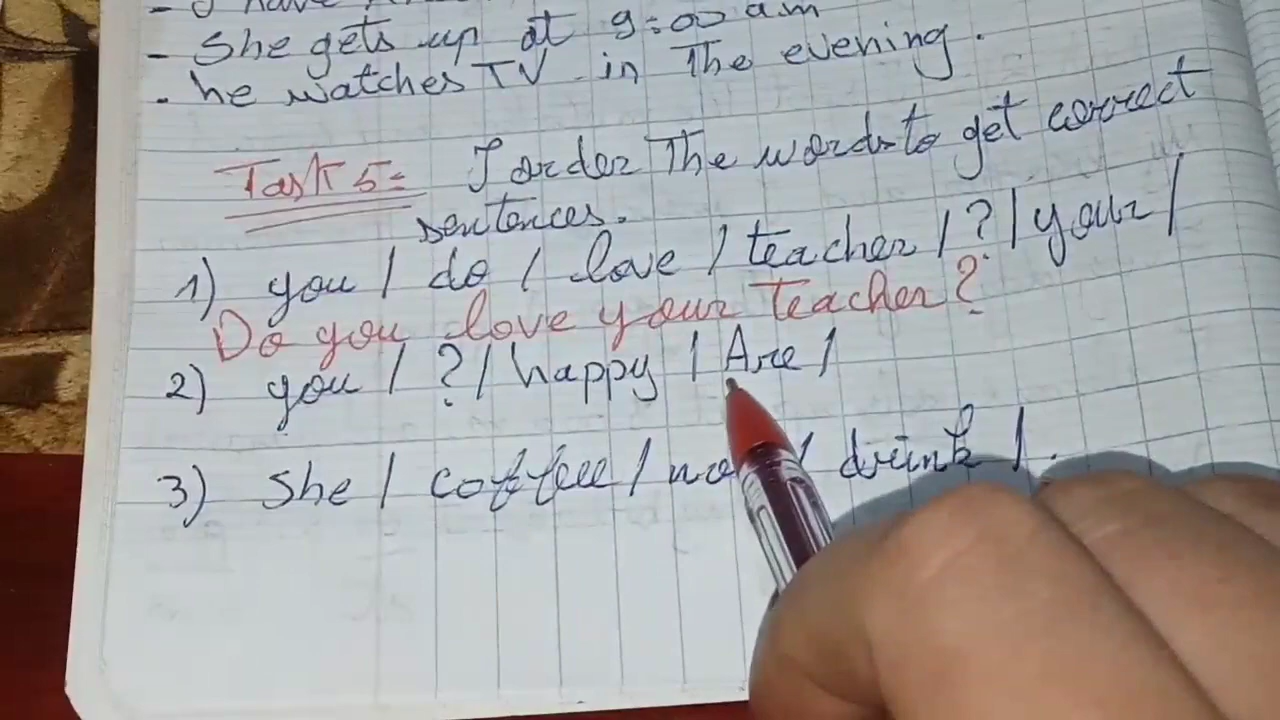 - I have
- She gets up at 9:00 am
- he watches TV in The evening.
Task 5: I order The words to get correct
sentences.
1) you / do / love / teacher / ? / your /
Do you love your teacher?
2) you / ? / happy / Are /
3) She / coffee / / drink / .